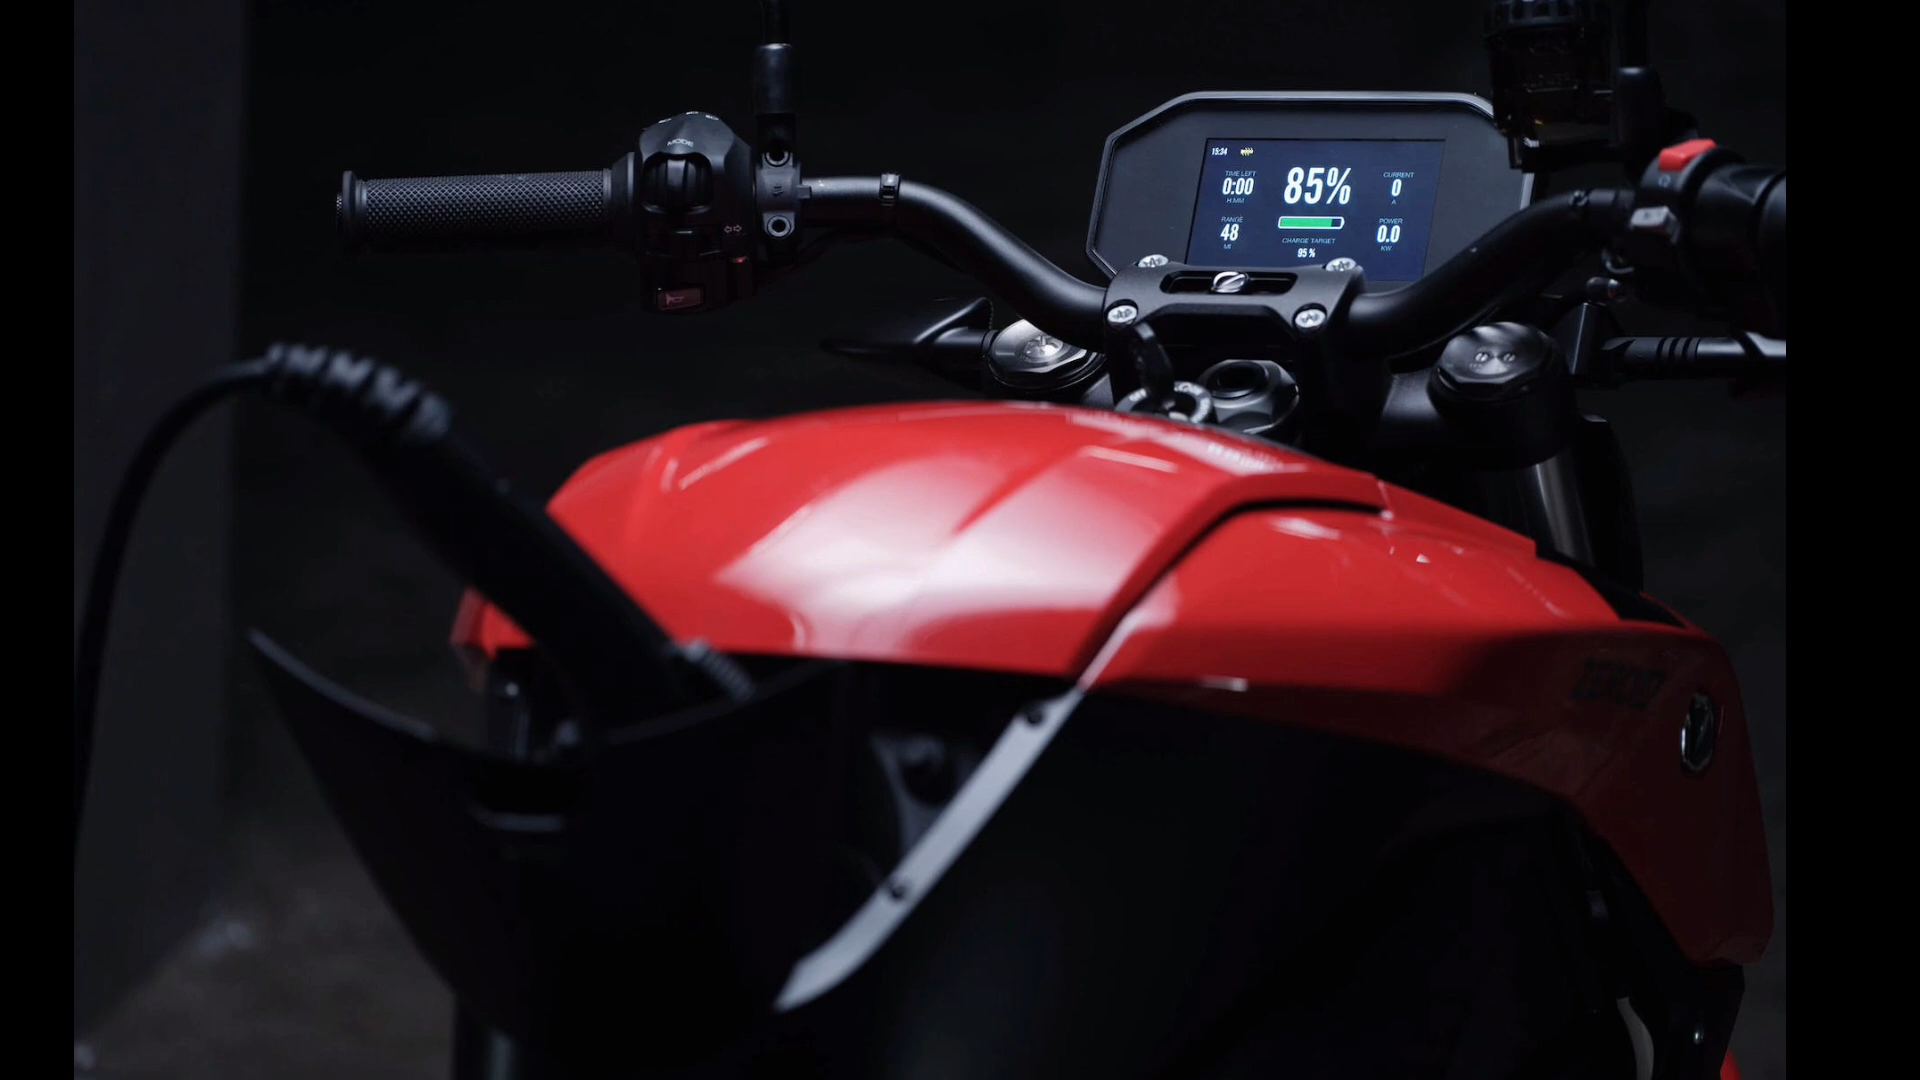 MODE
15:34
TIME LEFT
0:00
H:MM
85%
CURRENT
0
A
RANGE
48
MI
POWER
0.0
KW
CHARGE TARGET
95 %